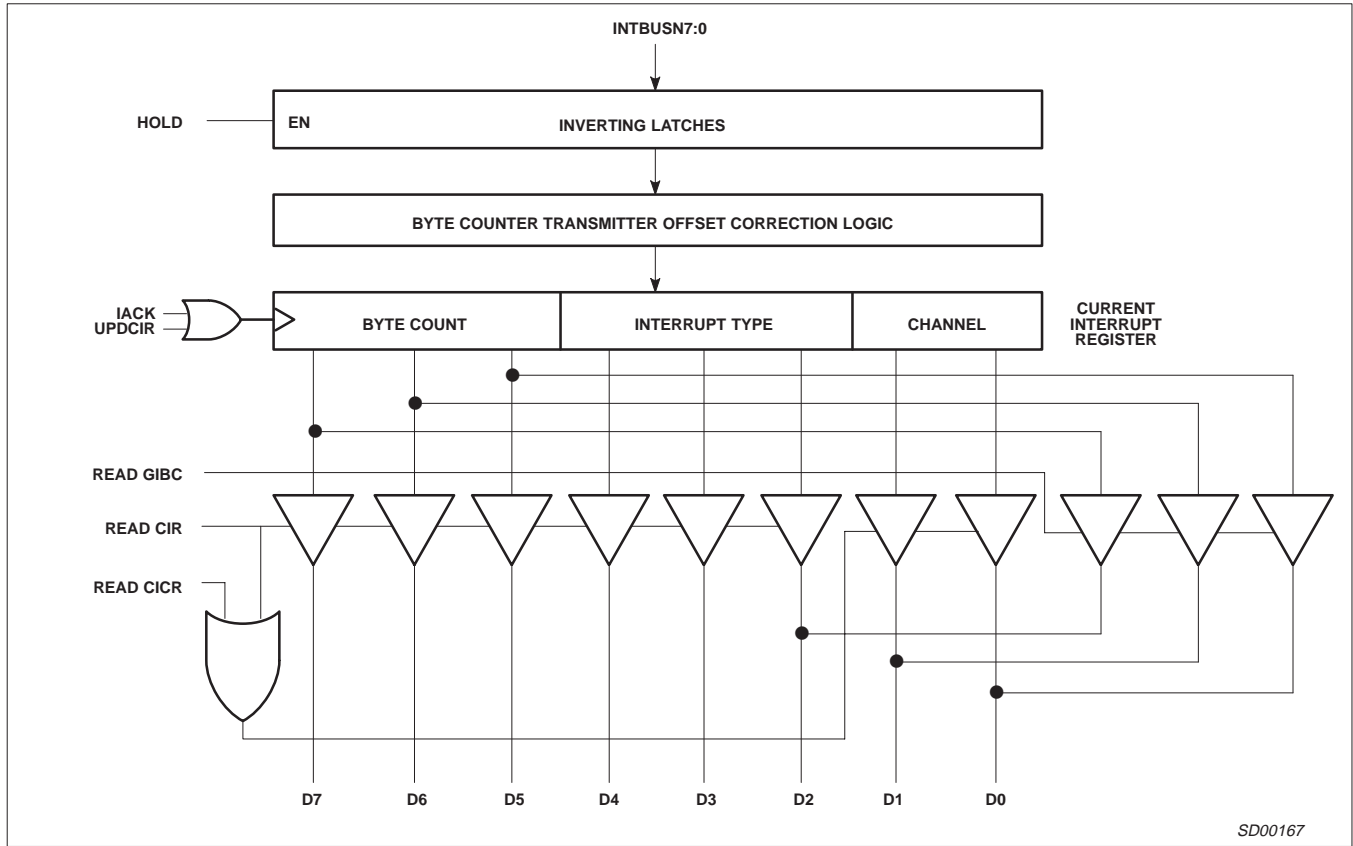 INTBUSN7:0
HOLD
EN
INVERTING LATCHES
BYTE COUNTER TRANSMITTER OFFSET CORRECTION LOGIC
IACK
UPDCIR
BYTE COUNT
INTERRUPT TYPE
CHANNEL
CURRENT
INTERRUPT
REGISTER
READ GIBC
READ CIR
READ CICR
D7
D6
D5
D4
D3
D2
D1
D0
SD00167